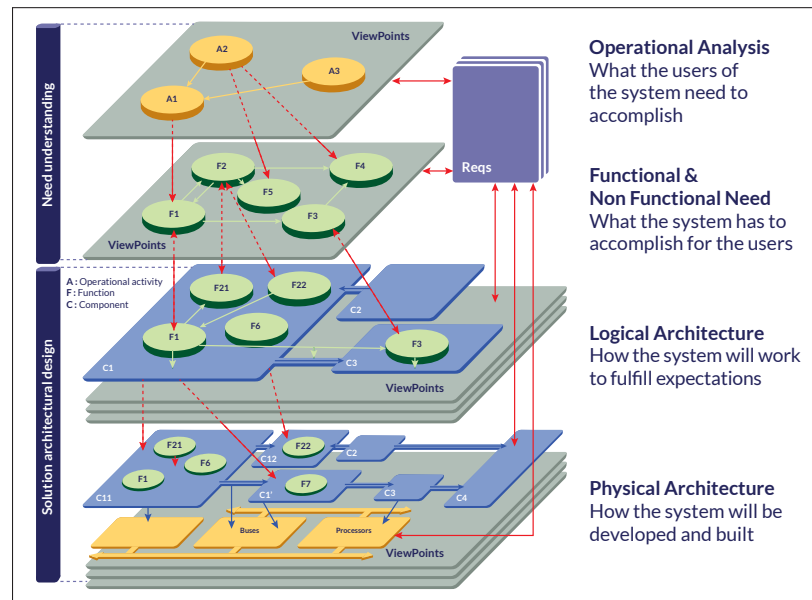 Need understanding
ViewPoints
A2
A3
A1
Reqs
Operational Analysis
What the users of
the system need to
accomplish
F2
F4
F5
F1
F3
ViewPoints
Functional &
Non Functional Need
What the system has to
accomplish for the users
Solution architectural design
A : Operational activity
F : Function
C : Component
F21
F22
C2
F1
F6
F3
C1
C3
ViewPoints
Logical Architecture
How the system will work
to fulfill expectations
F21
F22
C12
C2
F1
F6
F7
C11
C1'
C3
C4
Buses
Processors
ViewPoints
Physical Architecture
How the system will be
developed and built